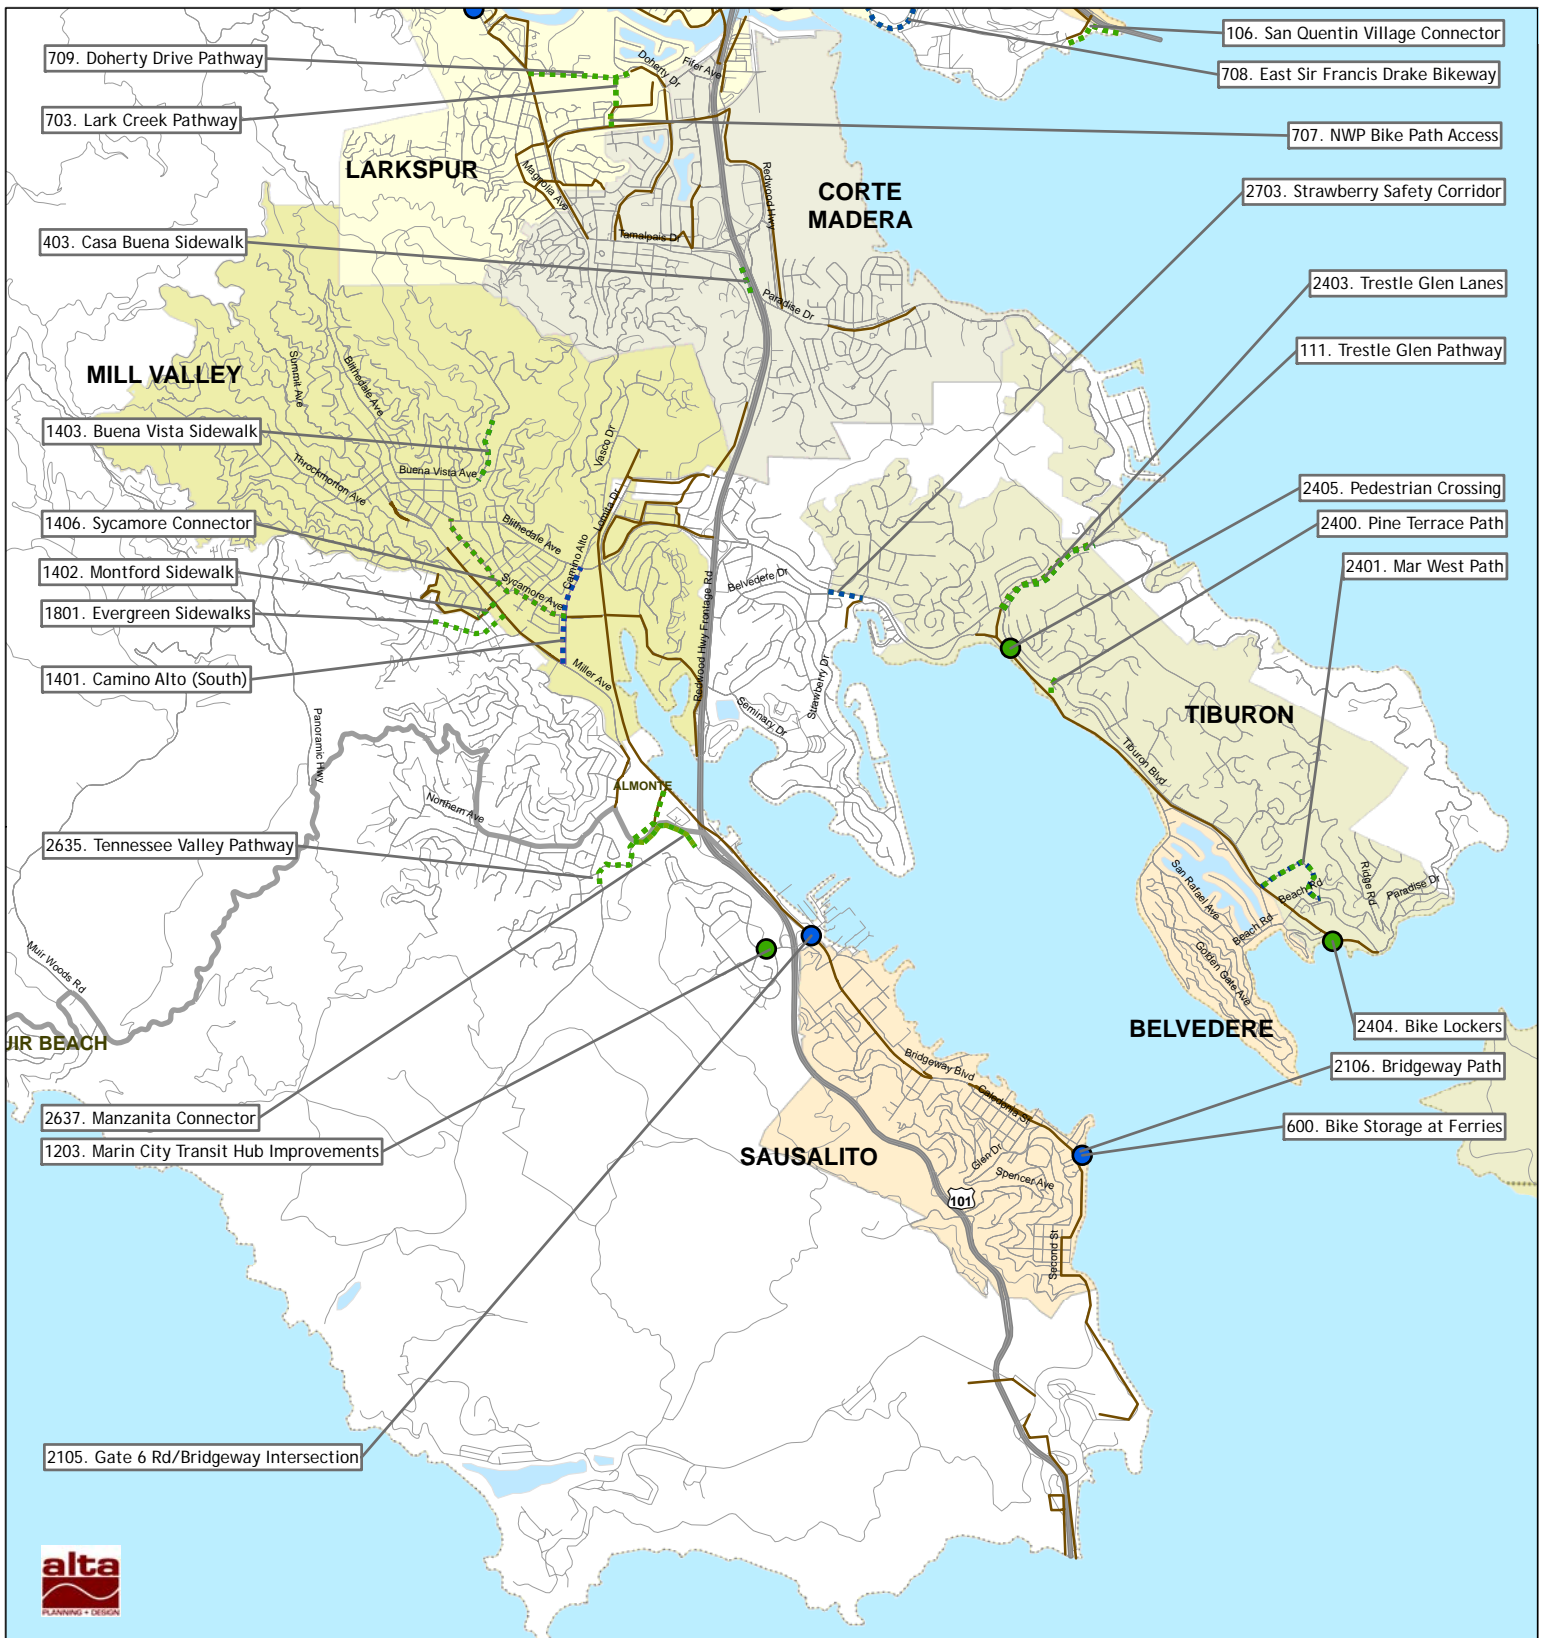 106. San Quentin Village Connector
709. Doherty Drive Pathway
Doherty Dr
Fifer Ave
708. East Sir Francis Drake Bikeway
703. Lark Creek Pathway
707. NWP Bike Path Access
LARKSPUR
Magnolia Ave
Redwood Hwy
CORTE
MADERA
2703. Strawberry Safety Corridor
403. Casa Buena Sidewalk
Tamalpais Dr
2403. Trestle Glen Lanes
Paradise Dr
111. Trestle Glen Pathway
MILL VALLEY
Summit Ave
Blithedale Ave
1403. Buena Vista Sidewalk
Vasco Dr
Buena Vista Ave
Throckmorton Ave
2405. Pedestrian Crossing
Lomita Dr
1406. Sycamore Connector
Blithedale Ave
2400. Pine Terrace Path
Camino Alto
1402. Montford Sidewalk
Sycamore Ave
Belvedere Dr
2401. Mar West Path
1801. Evergreen Sidewalks
Redwood Hwy Frontage Rd
1401. Camino Alto (South)
Miller Ave
Strawberry Dr
Seminary Dr
TIBURON
Panoramic Hwy
Tiburon Blvd
ALMONTE
Northern Ave
2635. Tennessee Valley Pathway
San Rafael Ave
Beach Rd
Ridge Rd
Paradise Dr
Beach Rd
Golden Gate Ave
Muir Woods Rd
UIR BEACH
BELVEDERE
2404. Bike Lockers
Bridgeway Blvd
2106. Bridgeway Path
Caledonia St
2637. Manzanita Connector
600. Bike Storage at Ferries
1203. Marin City Transit Hub Improvements
SAUSALITO
Glen Dr
Spencer Ave
101
Second St
2105. Gate 6 Rd/Bridgeway Intersection
alta
PLANNING + DESIGN